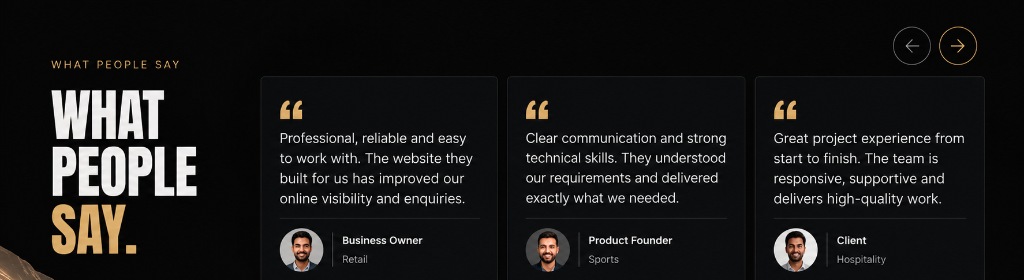 WHAT PEOPLE SAY
WHAT
PEOPLE
SAY.
“
Professional, reliable and easy
to work with. The website they
built for us has improved our
online visibility and enquiries.
Business Owner
Retail
“
Clear communication and strong
technical skills. They understood
our requirements and delivered
exactly what we needed.
Product Founder
Sports
“
Great project experience from
start to finish. The team is
responsive, supportive and
delivers high-quality work.
Client
Hospitality